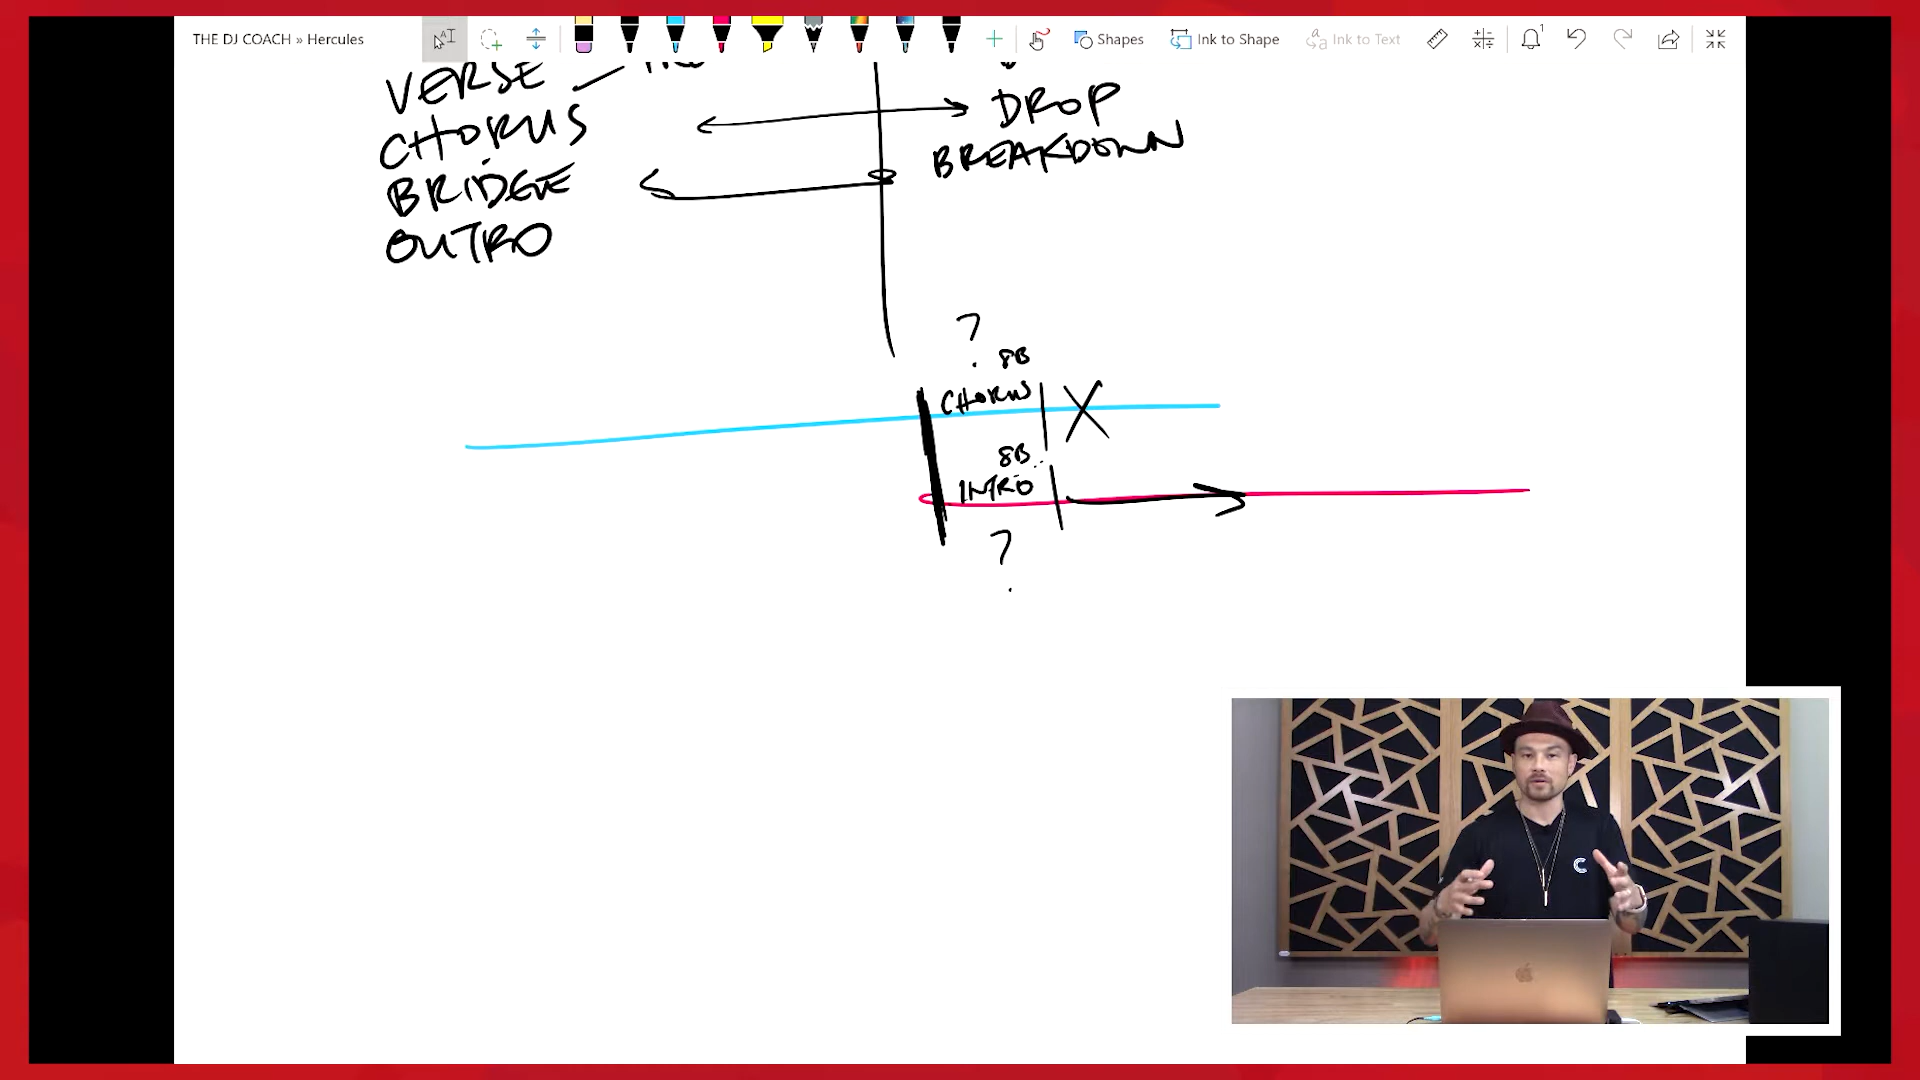 THE DJ COACH » Hercules
Shapes
Ink to Shape
Ink to Text
1
VERSE
CHORUS
BRIDGE
OUTRO
DROP
BREAKDOWN
?
8B
CHORUS
X
8B
INTRO
?
C